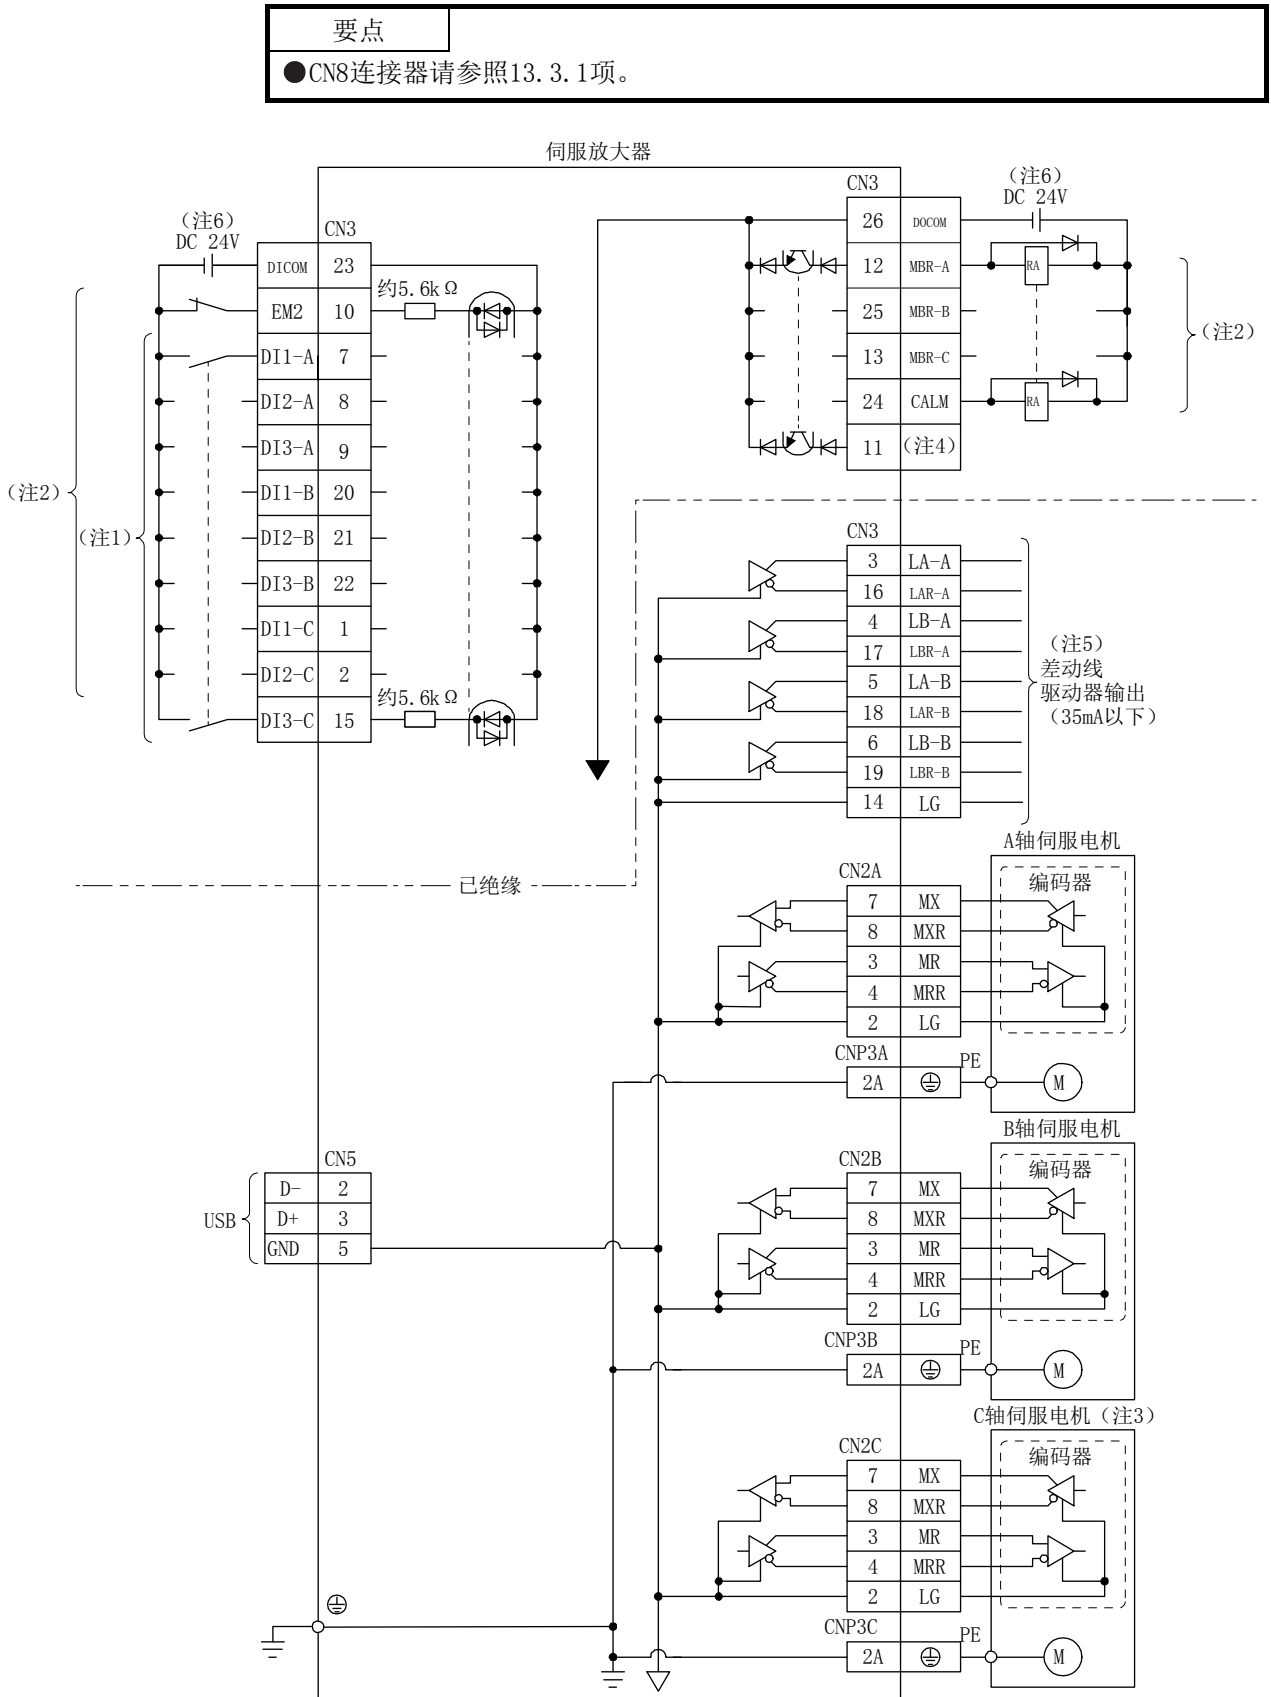 要点
●CN8连接器请参照13.3.1项。
伺服放大器
(注6)
DC 24V
CN3
DICOM 23
EM2 10
约5.6kΩ
DI1-A 7
DI2-A 8
DI3-A 9
DI1-B 20
DI2-B 21
DI3-B 22
DI1-C 1
DI2-C 2
DI3-C 15
约5.6kΩ
(注2)
(注1)
CN3
(注6)
DC 24V
26 DOCOM
12 MBR-A
RA
25 MBR-B
13 MBR-C
24 CALM
RA
11 (注4)
(注2)
CN3
3 LA-A
16 LAR-A
4 LB-A
17 LBR-A
5 LA-B
18 LAR-B
6 LB-B
19 LBR-B
14 LG
(注5)
差动线
驱动器输出
(35mA以下)
已绝缘
A轴伺服电机
编码器
CN2A
7 MX
8 MXR
3 MR
4 MRR
2 LG
CNP3A
2A
PE
M
B轴伺服电机
编码器
CN5
USB
D- 2
D+ 3
GND 5
CN2B
7 MX
8 MXR
3 MR
4 MRR
2 LG
CNP3B
2A
PE
M
C轴伺服电机(注3)
编码器
CN2C
7 MX
8 MXR
3 MR
4 MRR
2 LG
CNP3C
2A
PE
M